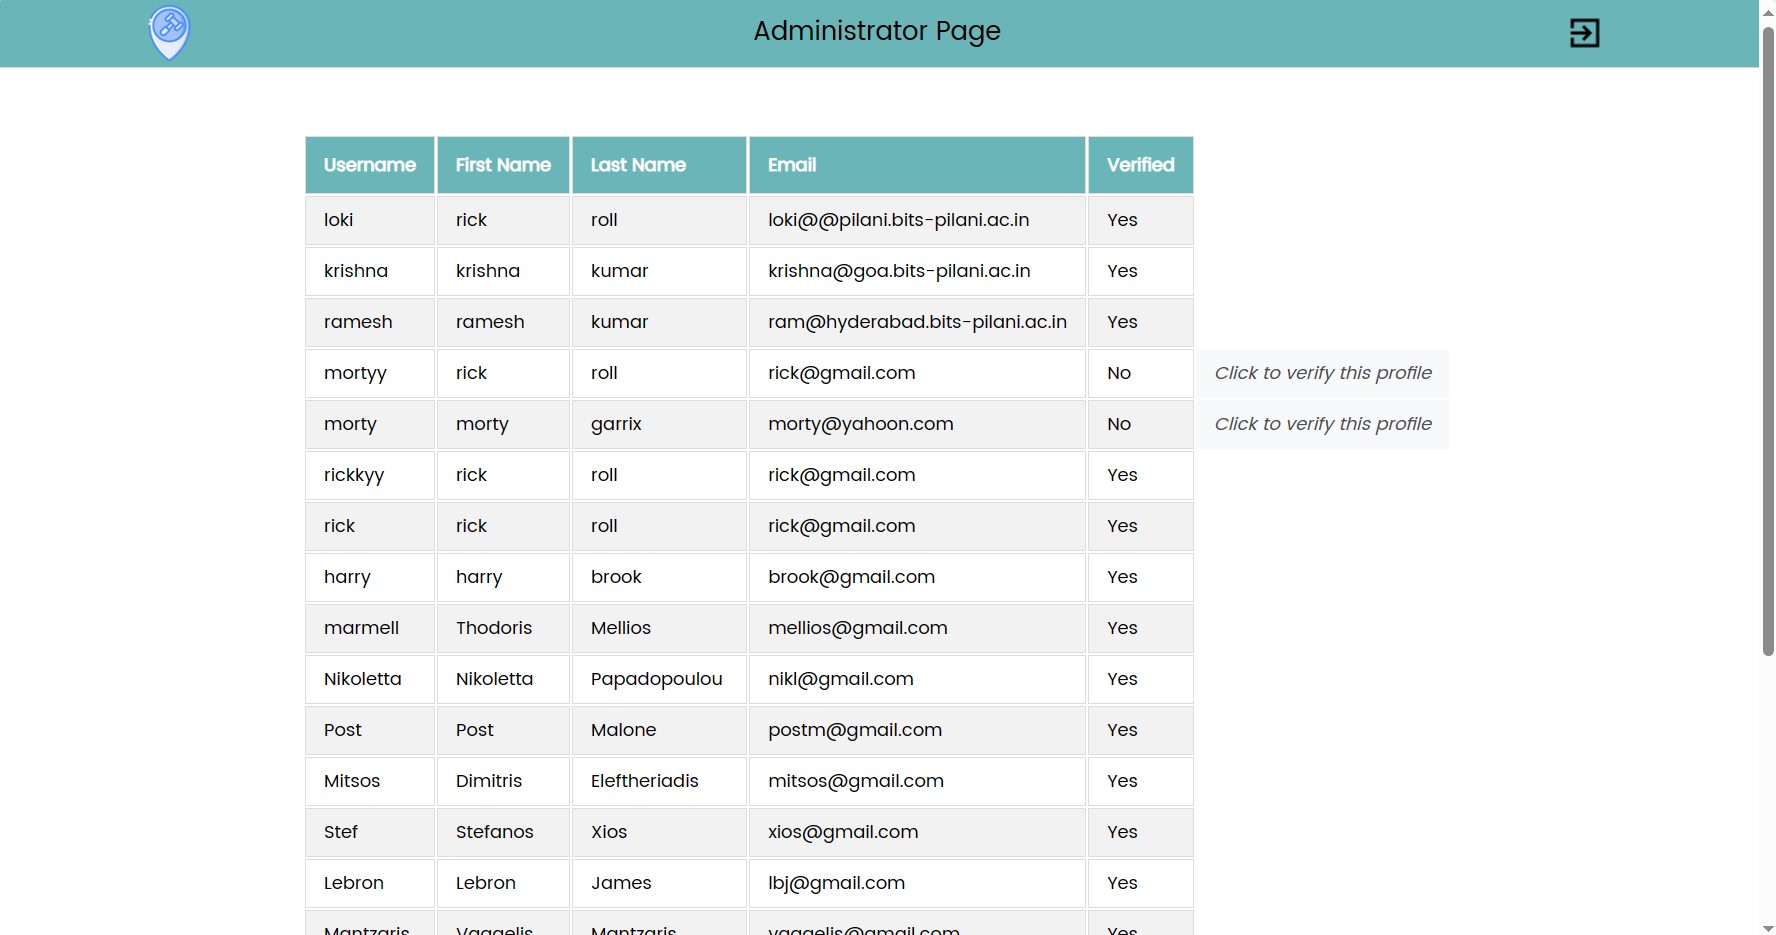 Administrator Page
Username First Name Last Name Email Verified
loki rick roll loki@@pilani.bits-pilani.ac.in Yes
krishna krishna kumar krishna@goa.bits-pilani.ac.in Yes
ramesh ramesh kumar ram@hyderabad.bits-pilani.ac.in Yes
mortyy rick roll rick@gmail.com No Click to verify this profile
morty morty garrix morty@yahoon.com No Click to verify this profile
rickkyy rick roll rick@gmail.com Yes
rick rick roll rick@gmail.com Yes
harry harry brook brook@gmail.com Yes
marmell Thodoris Mellios mellios@gmail.com Yes
Nikoletta Nikoletta Papadopoulou nikl@gmail.com Yes
Post Post Malone postm@gmail.com Yes
Mitsos Dimitris Eleftheriadis mitsos@gmail.com Yes
Stef Stefanos Xios xios@gmail.com Yes
Lebron Lebron James lbj@gmail.com Yes
Mantzaris Vaggelis Mantzaris vaggelis@gmail.com Yes